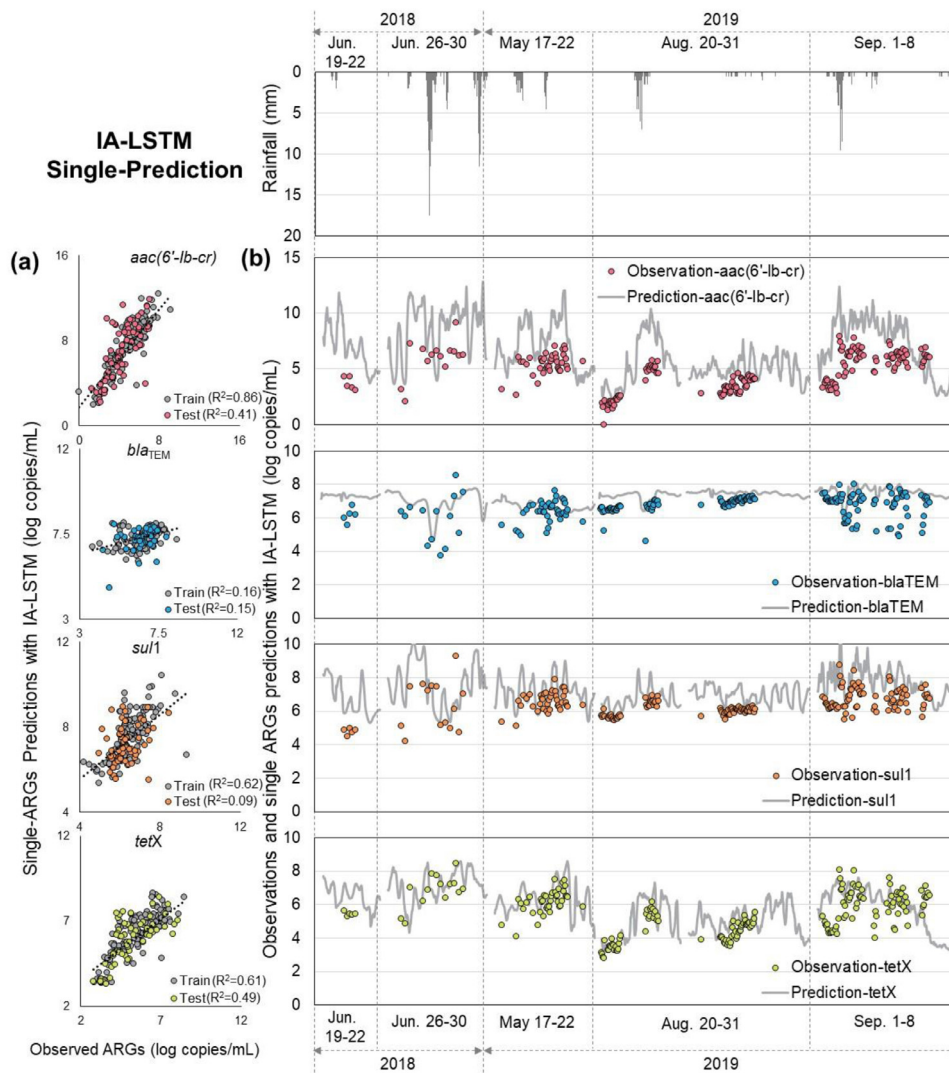 2018
2019
Jun. 19-22
Jun. 26-30
May 17-22
Aug. 20-31
Sep. 1-8
IA-LSTM
Single-Prediction
Rainfall (mm)
0
5
10
15
20
(a)
Single-ARGs Predictions with IA-LSTM (log copies/mL)
aac(6'-Ib-cr)
16
8
0
Train (R²=0.86)
Test (R²=0.41)
0
8
16
blaTEM
12
7.5
3
Train (R²=0.16)
Test (R²=0.15)
3
7.5
12
sul1
12
8
4
Train (R²=0.62)
Test (R²=0.09)
4
8
12
tetX
12
7
2
Train (R²=0.61)
Test (R²=0.49)
2
7
12
Observed ARGs (log copies/mL)
(b)
Observations and single ARGs predictions with IA-LSTM (log copies/mL)
15
10
5
0
Observation-aac(6'-Ib-cr)
Prediction-aac(6'-Ib-cr)
10
8
6
4
2
0
Observation-blaTEM
Prediction-blaTEM
10
8
6
4
2
0
Observation-sul1
Prediction-sul1
10
8
6
4
2
0
Observation-tetX
Prediction-tetX
Jun. 19-22
Jun. 26-30
May 17-22
Aug. 20-31
Sep. 1-8
2018
2019